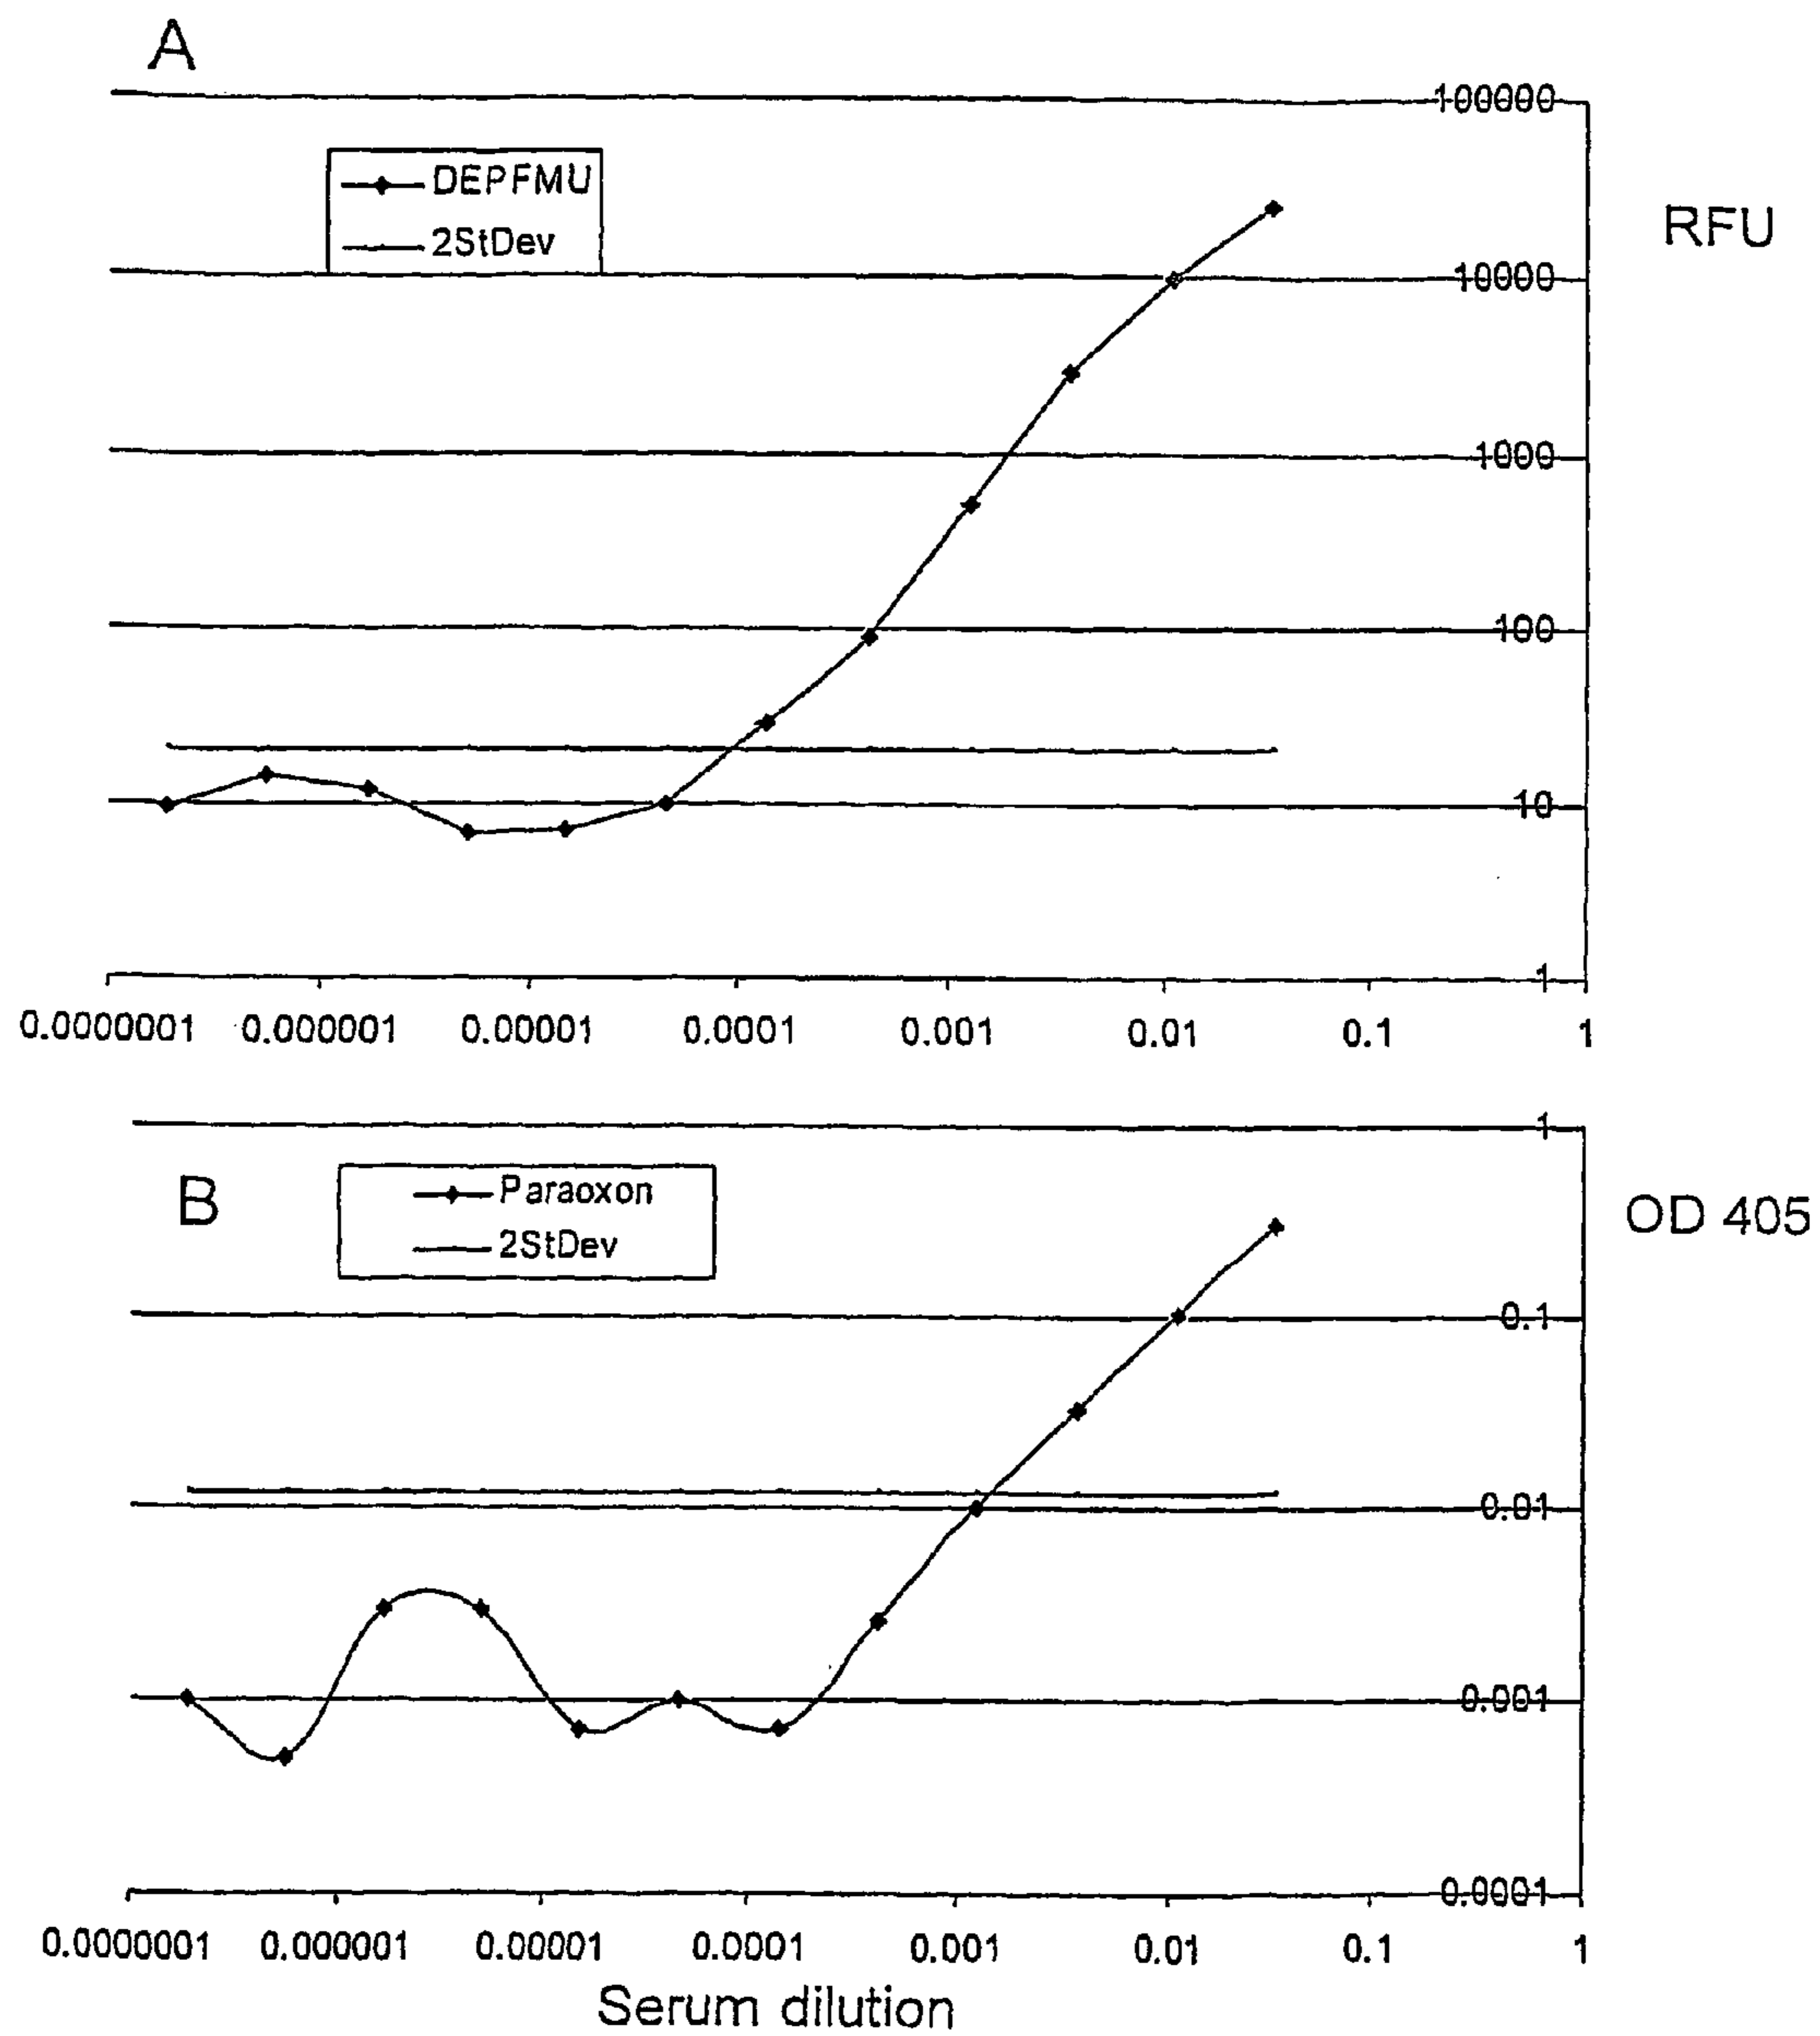 A
100000
DEPFMU
2StDev
RFU
10000
1000
100
10
1
0.0000001 0.000001 0.00001 0.0001 0.001 0.01 0.1 1
1
B
Paraoxon
2StDev
OD 405
0.1
0.01
0.001
0.0001
0.0000001 0.000001 0.00001 0.0001 0.001 0.01 0.1 1
Serum dilution